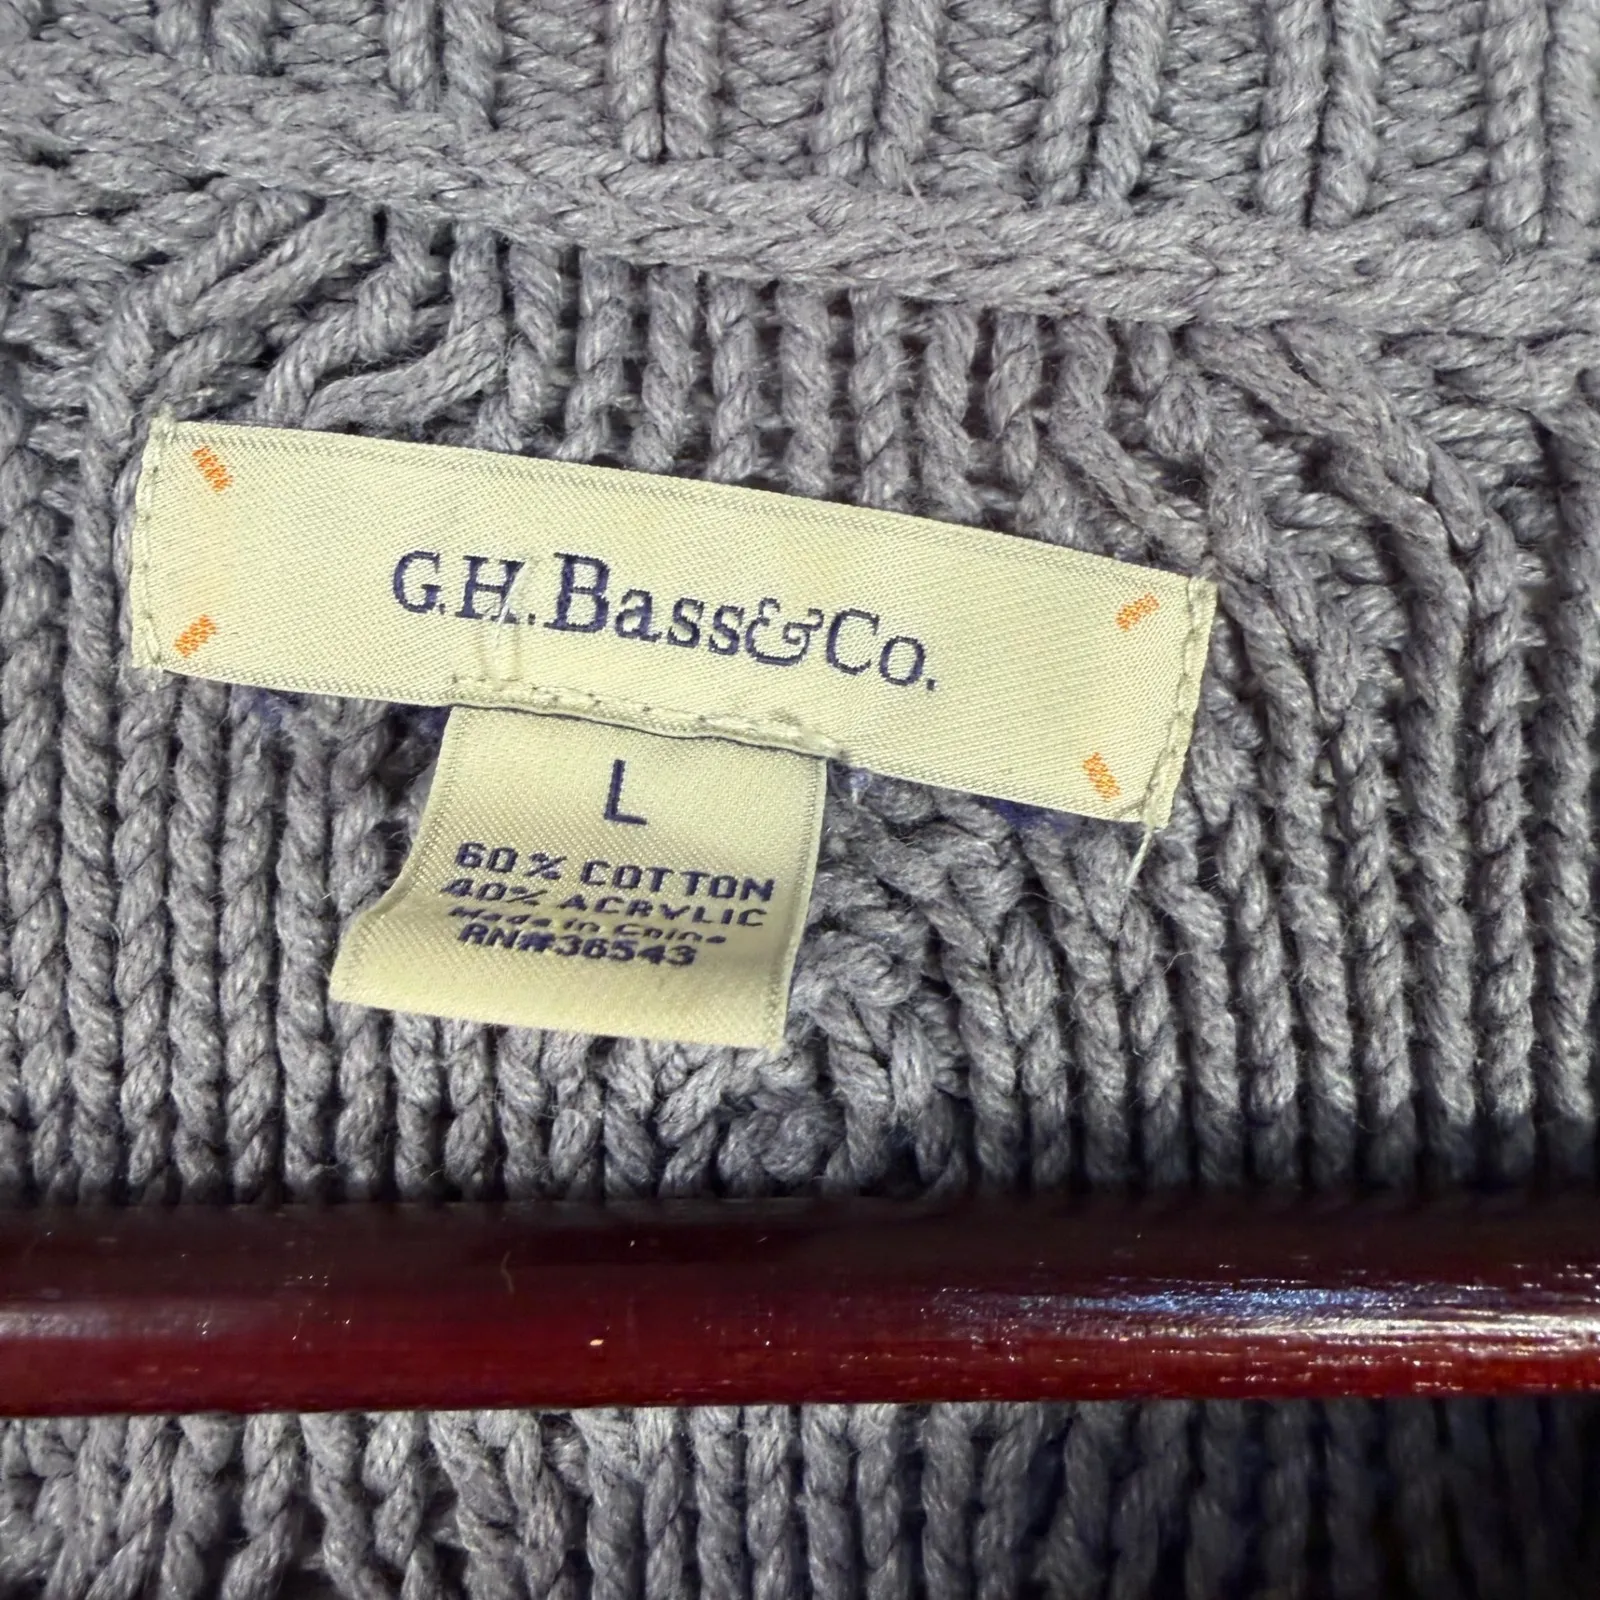 G.H.Bass&Co.
L
60% COTTON
40% ACRYLIC
Made in China
RN#36543